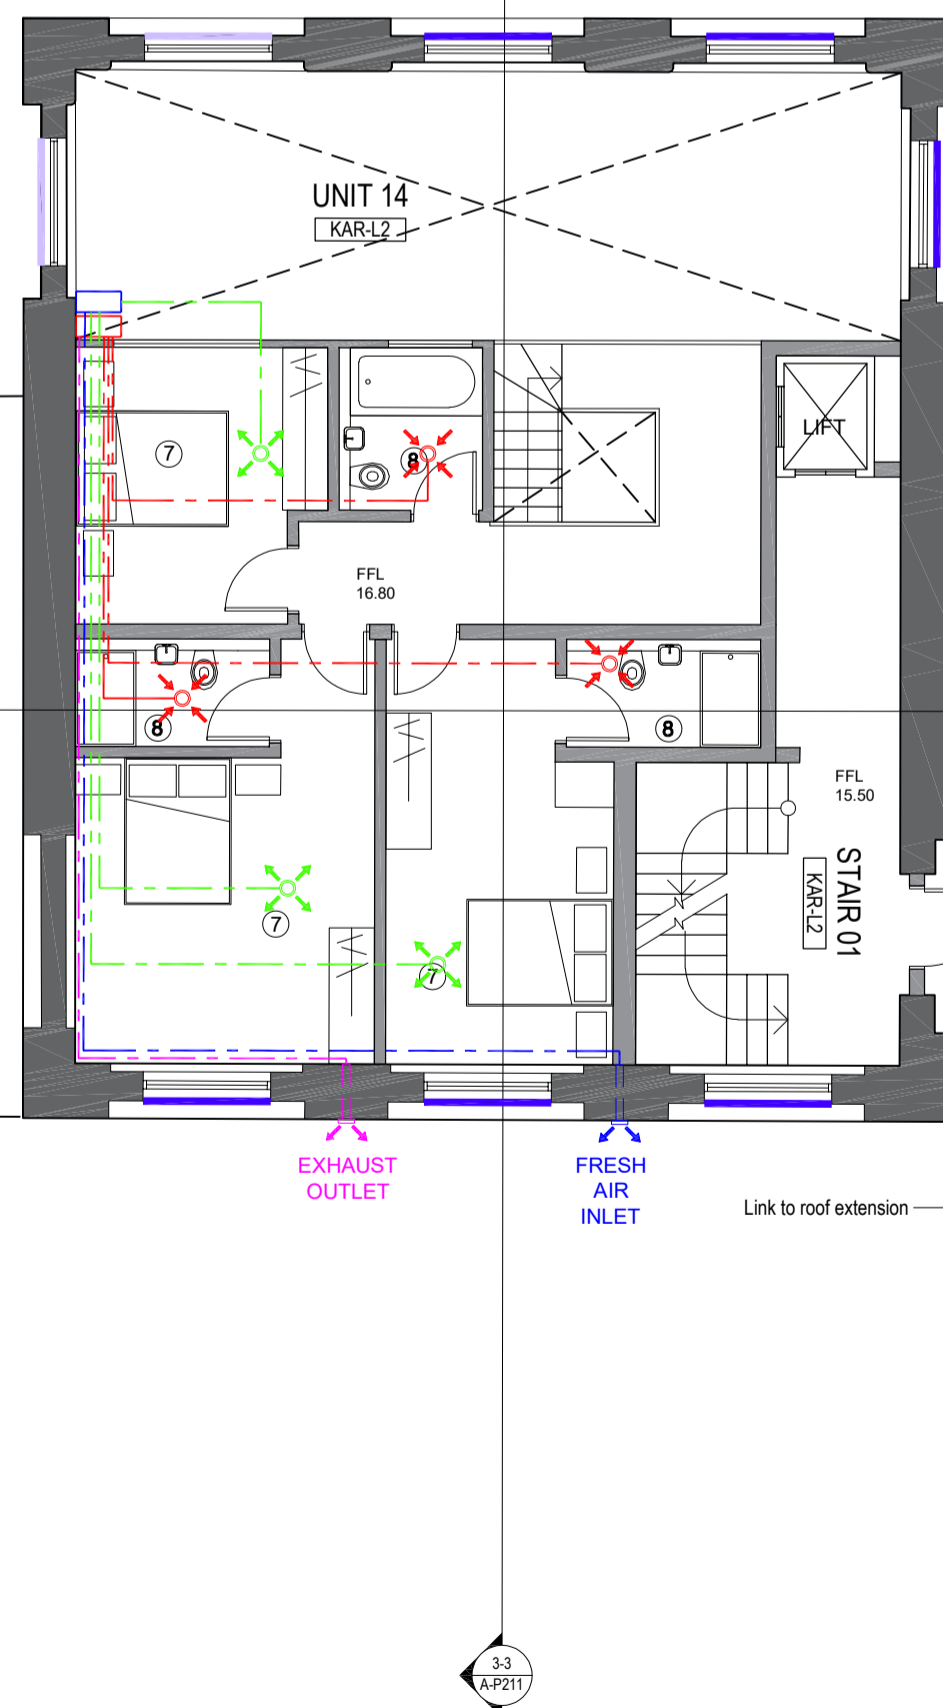 UNIT 14
KAR-L2
LIFT
7
8
FFL
16.80
8
8
FFL
15.50
STAIR 01
KAR-L2
7
7
EXHAUST
OUTLET
FRESH
AIR
INLET
Link to roof extension
3-3
A-P211